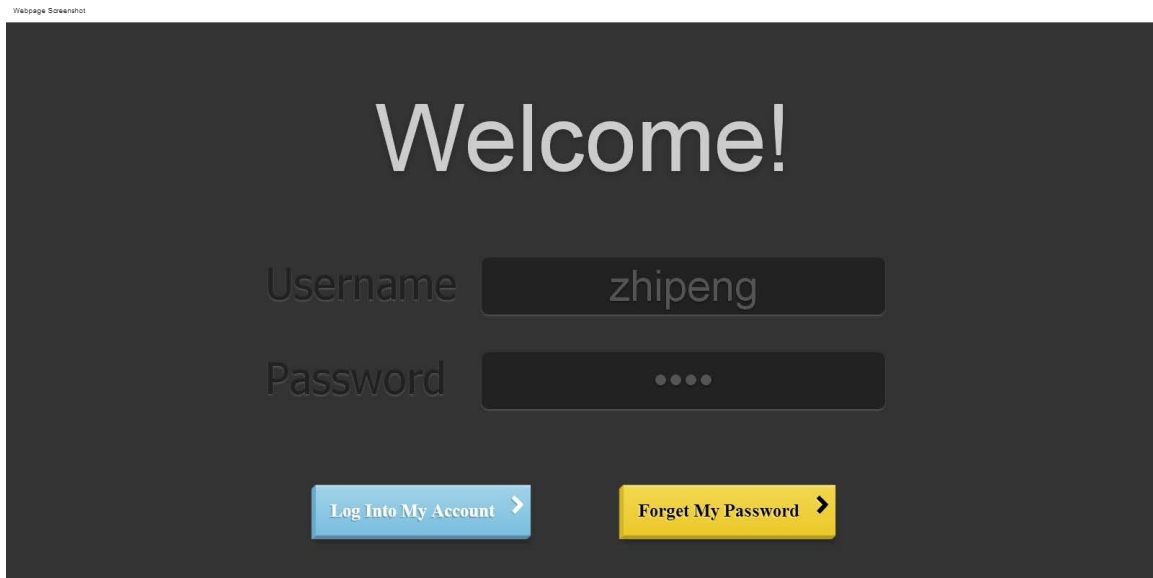 Webpage Screenshot
Welcome!
Username zhipeng
Password ••••
Log Into My Account
Forget My Password